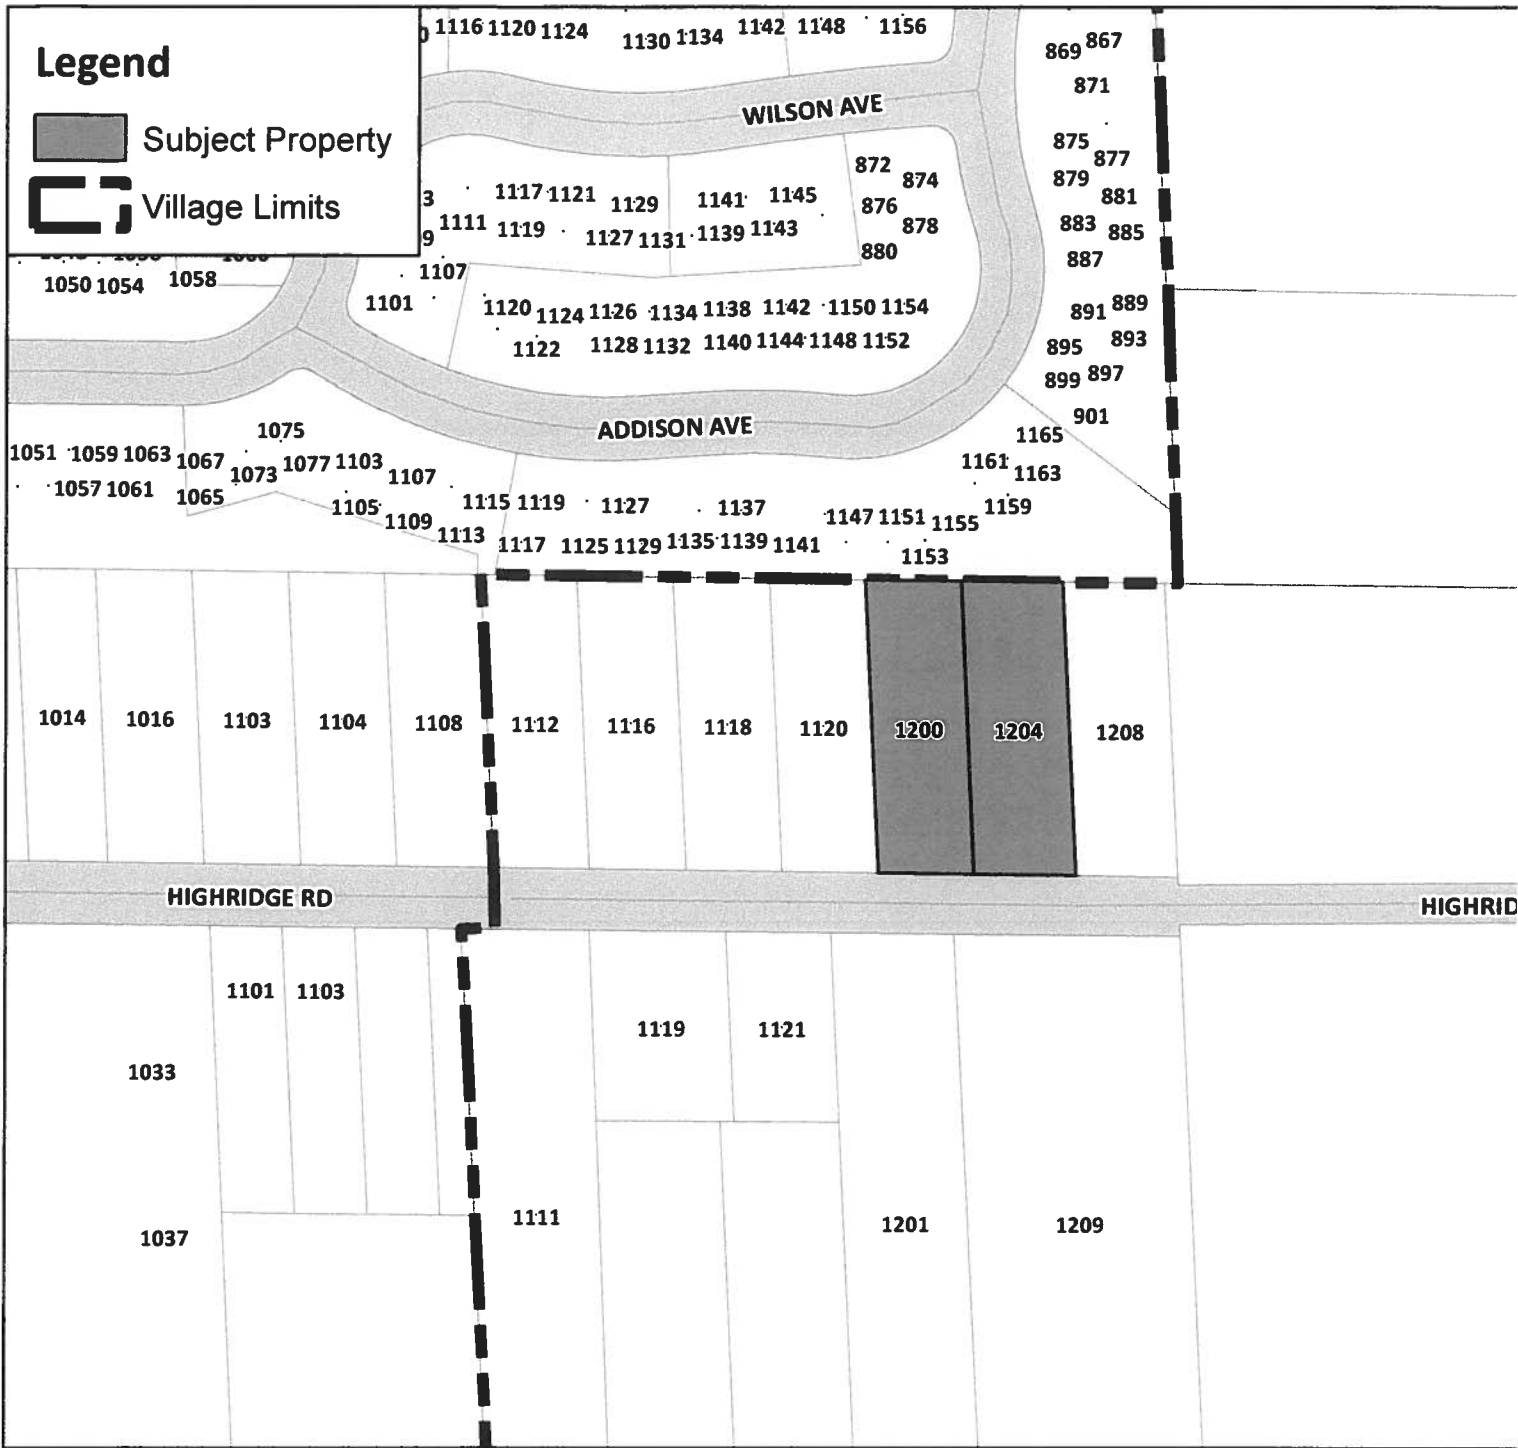 Legend
Subject Property
Village Limits
1116 1120 1124 1130 1134 1142 1148 1156
869 867
871
WILSON AVE
875
877
879
881
883
885
887
889
891
893
895
897
899
901
872
874
876
878
880
1117 1121 1129 1141 1145
1111 1119 1127 1131 1139 1143
1107
1101
1050 1054 1058
1120 1124 1126 1134 1138 1142 1150 1154
1122 1128 1132 1140 1144 1148 1152
ADDISON AVE
1075
1051 1059 1063 1067 1073 1077 1103 1107
1057 1061 1065 1105 1109 1113
1115 1119 1127 1137
1117 1125 1129 1135 1139 1141
1147 1151 1155 1159
1153
1161 1163
1165
1014 1016 1103 1104 1108 1112 1116 1118 1120 1200 1204 1208
HIGHRIDGE RD
HIGHRID
1101 1103
1119 1121
1033
1037
1111
1201
1209